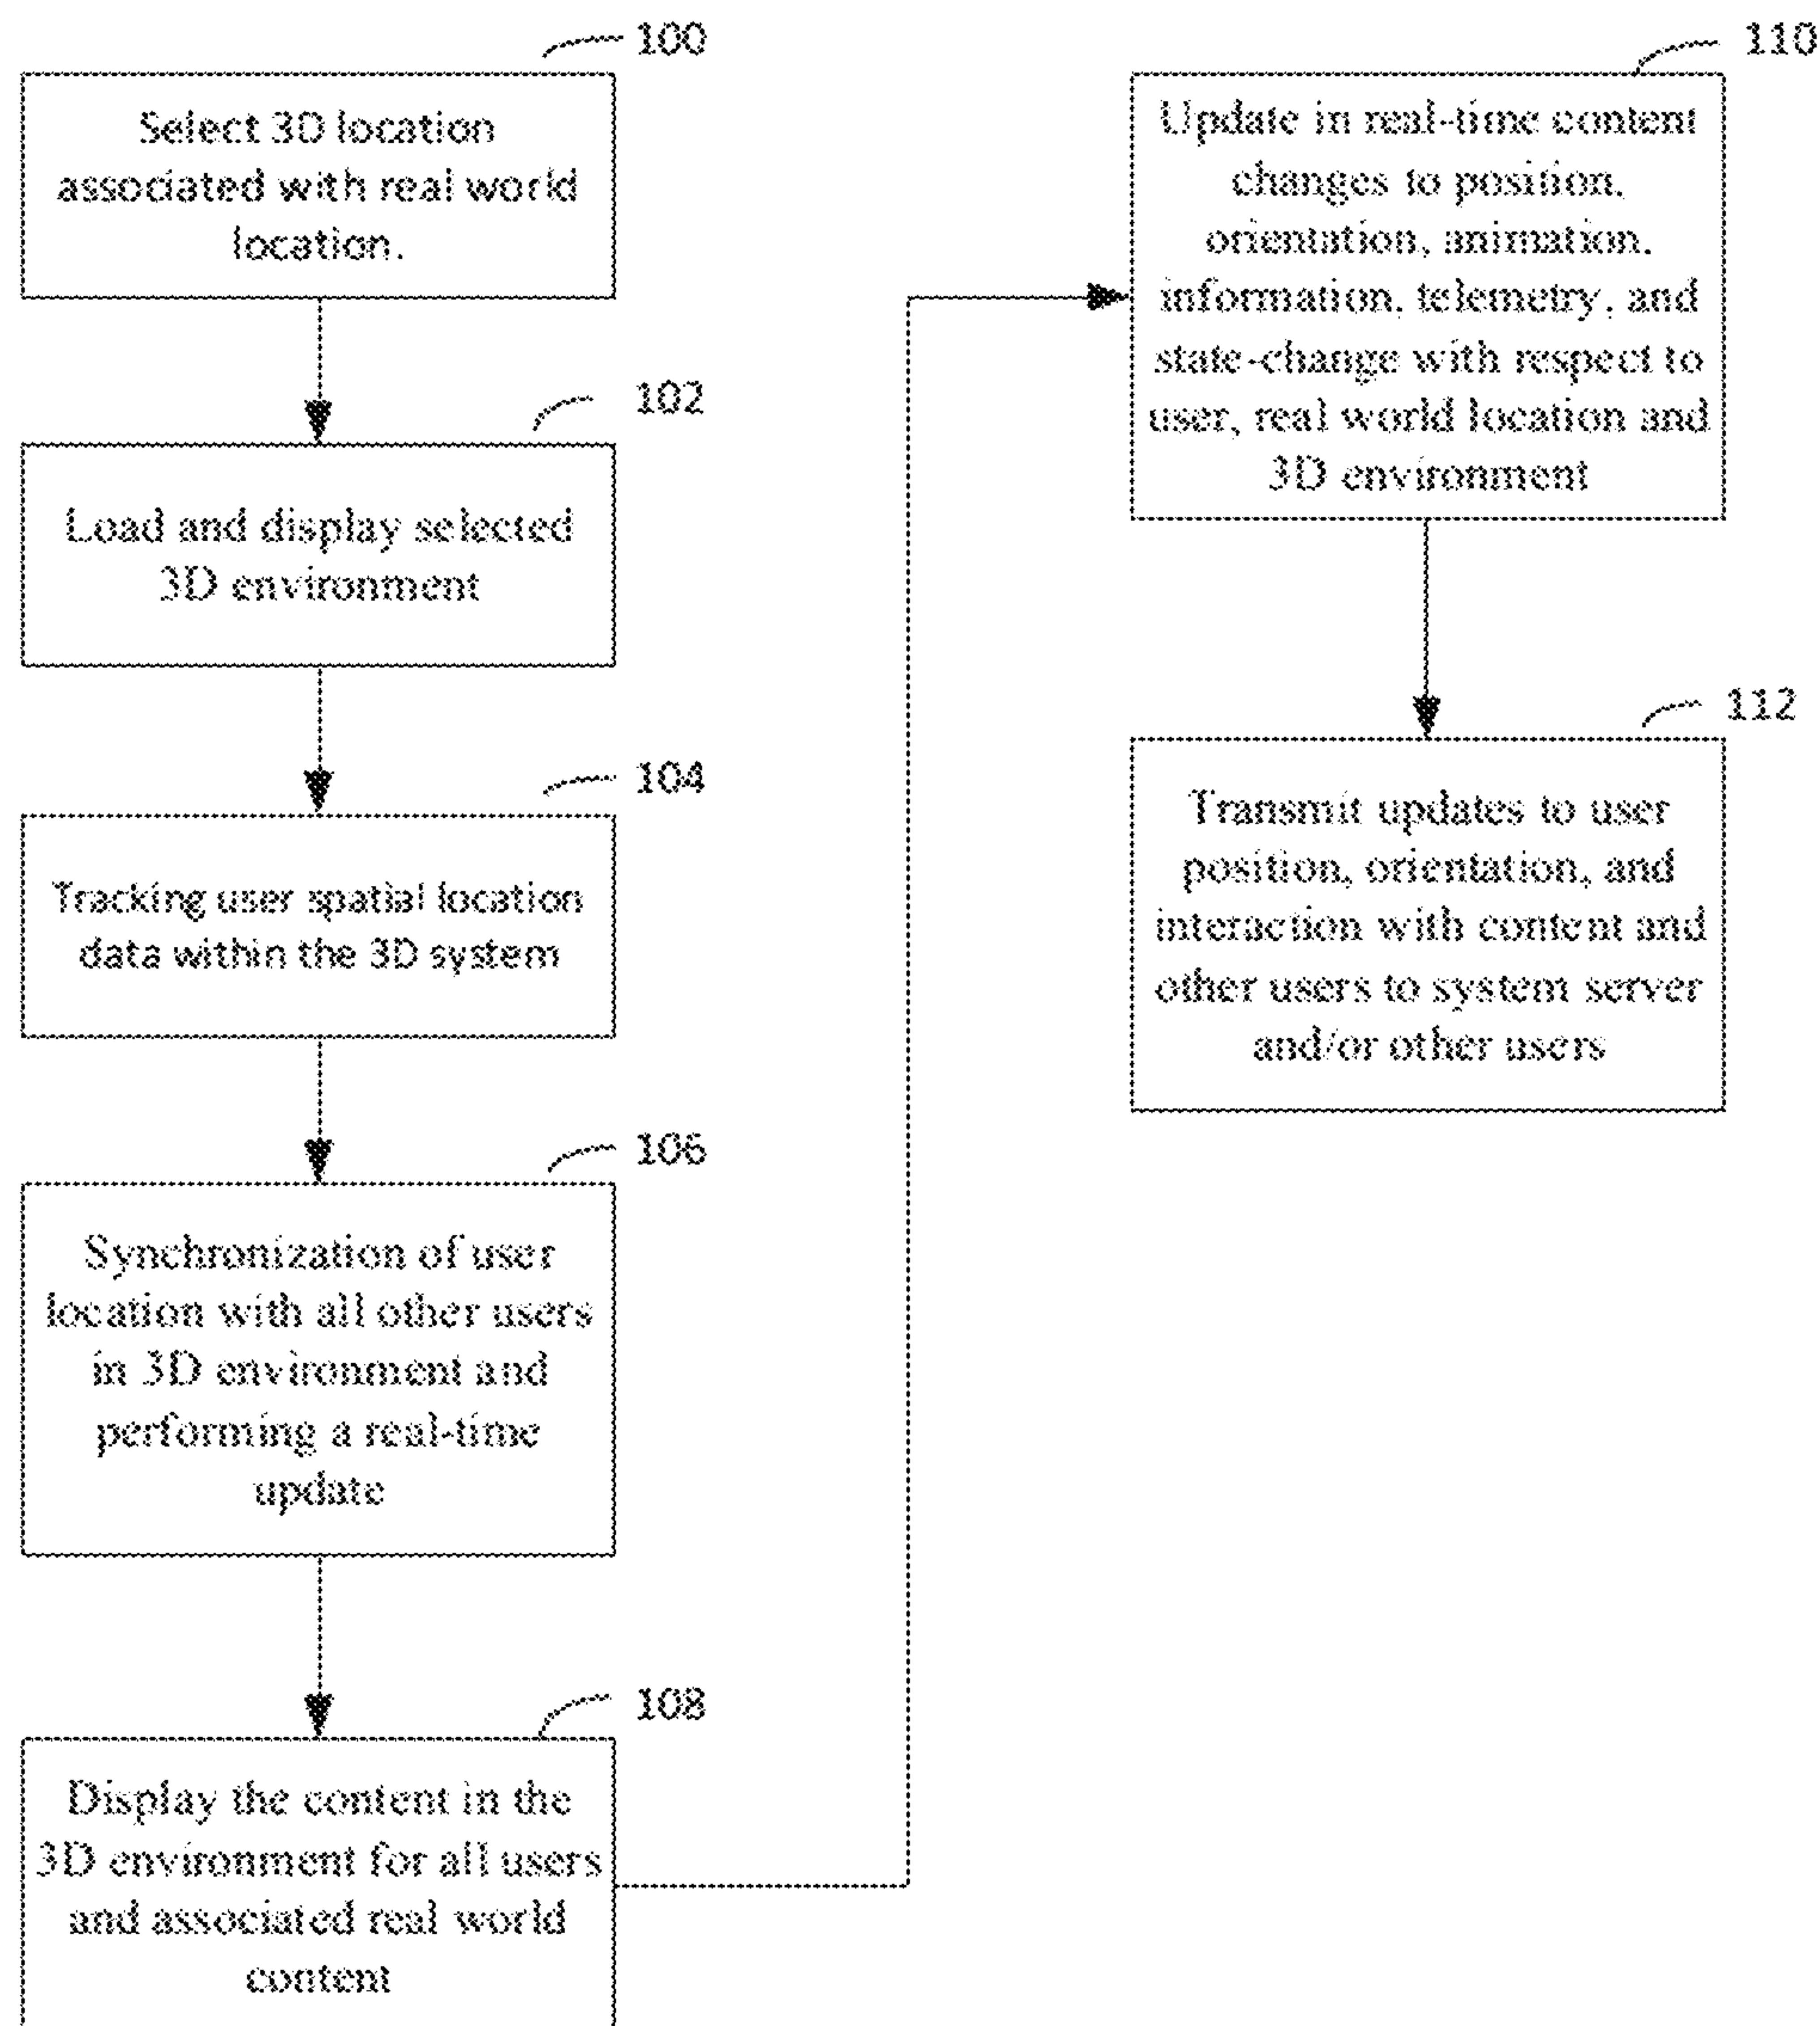 100
Select 3D location
associated with real world
location.
102
Load and display selected
3D environment
104
Tracking user spatial location
data within the 3D system
106
Synchronization of user
location with all other users
in 3D environment and
performing a real-time
update
108
Display the content in the
3D environment for all users
and associated real world
content
110
Update in real-time content
changes to position,
orientation, animation,
information, telemetry, and
state-change with respect to
user, real world location and
3D environment
112
Transmit updates to user
position, orientation, and
interaction with content and
other users to system server
and/or other users